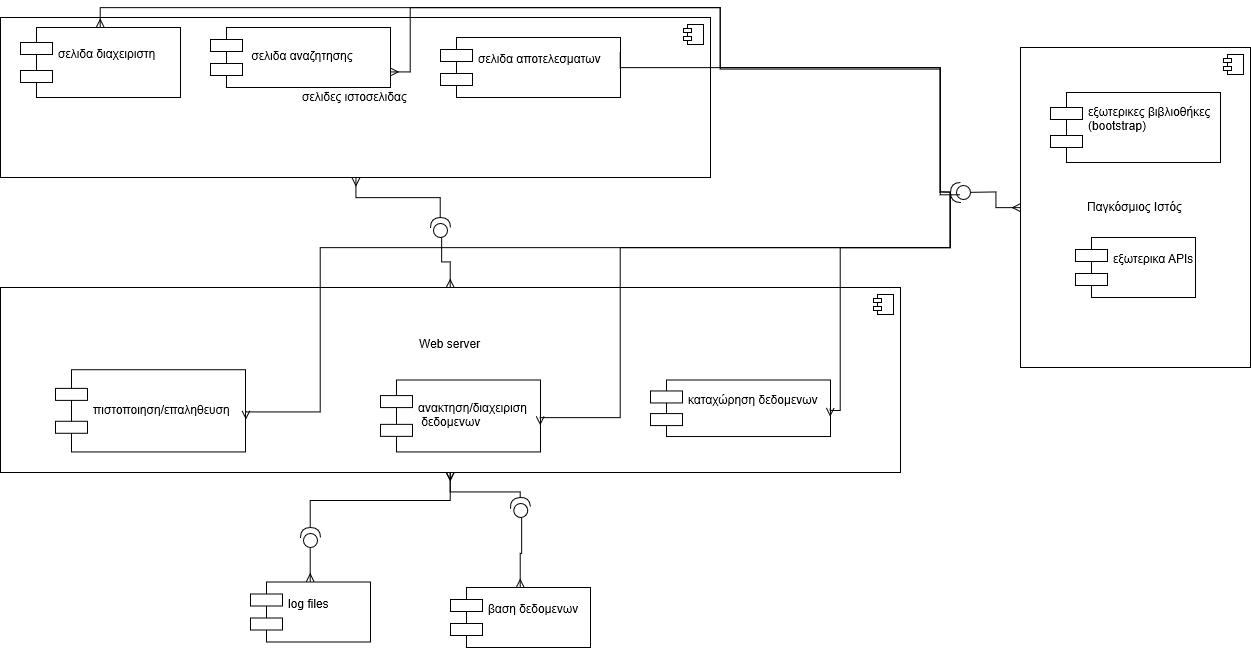 σελιδα διαχειριστη
σελιδα αναζητησης
σελιδα αποτελεσματων
σελιδες ιστοσελιδας
εξωτερικες βιβλιοθήκες
(bootstrap)
Παγκόσμιος Ιστός
εξωτερικα APIs
Web server
πιστοποιηση/επαληθευση
ανακτηση/διαχειριση
δεδομενων
καταχώρηση δεδομενων
log files
βαση δεδομενων